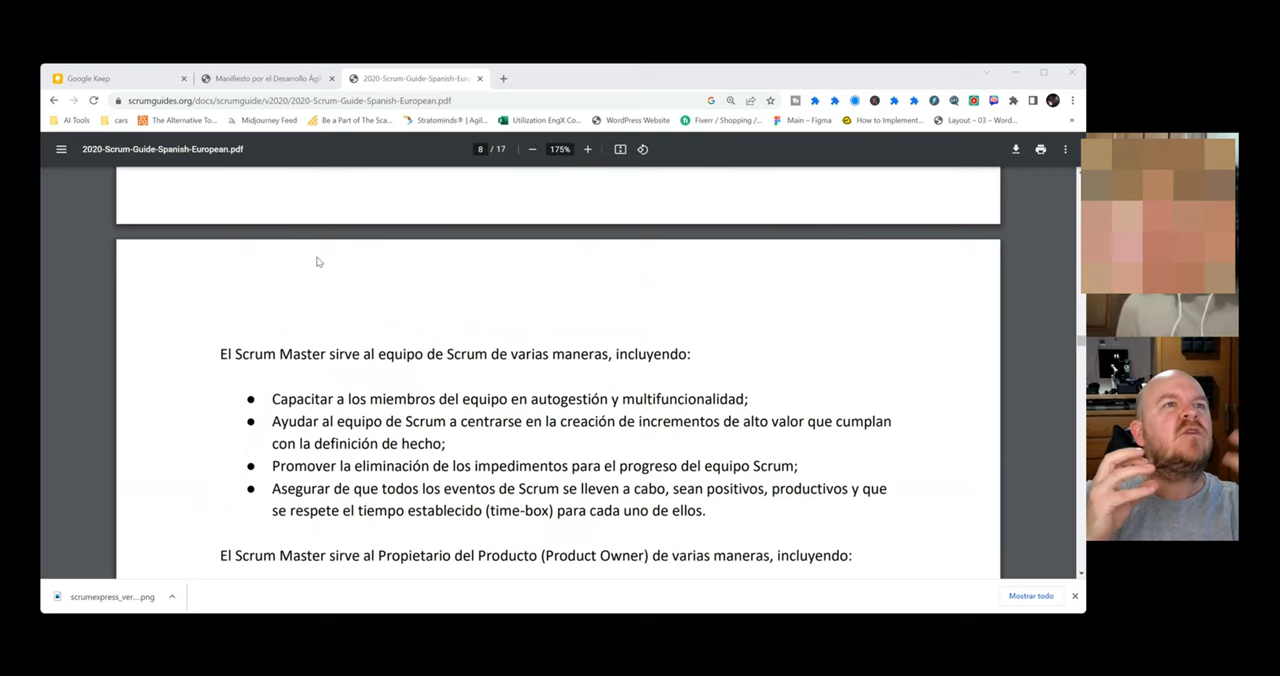 Google Keep
Manifiesto por el Desarrollo Ági
2020-Scrum-Guide-Spanish-Euro
scrumguides.org/docs/scrumguide/v2020/2020-Scrum-Guide-Spanish-European.pdf
AI Tools cars The Alternative To... Midjourney Feed Be a Part of The Sca... Stratominds® | Agil... Utilization EngX Co... WordPress Website Fiverr / Shopping /... Main – Figma How to Implement... Layout – 03 – Word...
2020-Scrum-Guide-Spanish-European.pdf 8 / 17 175%
El Scrum Master sirve al equipo de Scrum de varias maneras, incluyendo:
● Capacitar a los miembros del equipo en autogestión y multifuncionalidad;
● Ayudar al equipo de Scrum a centrarse en la creación de incrementos de alto valor que cumplan
con la definición de hecho;
● Promover la eliminación de los impedimentos para el progreso del equipo Scrum;
● Asegurar de que todos los eventos de Scrum se lleven a cabo, sean positivos, productivos y que
se respete el tiempo establecido (time-box) para cada uno de ellos.
El Scrum Master sirve al Propietario del Producto (Product Owner) de varias maneras, incluyendo:
scrumexpress_ver....png
Mostrar todo